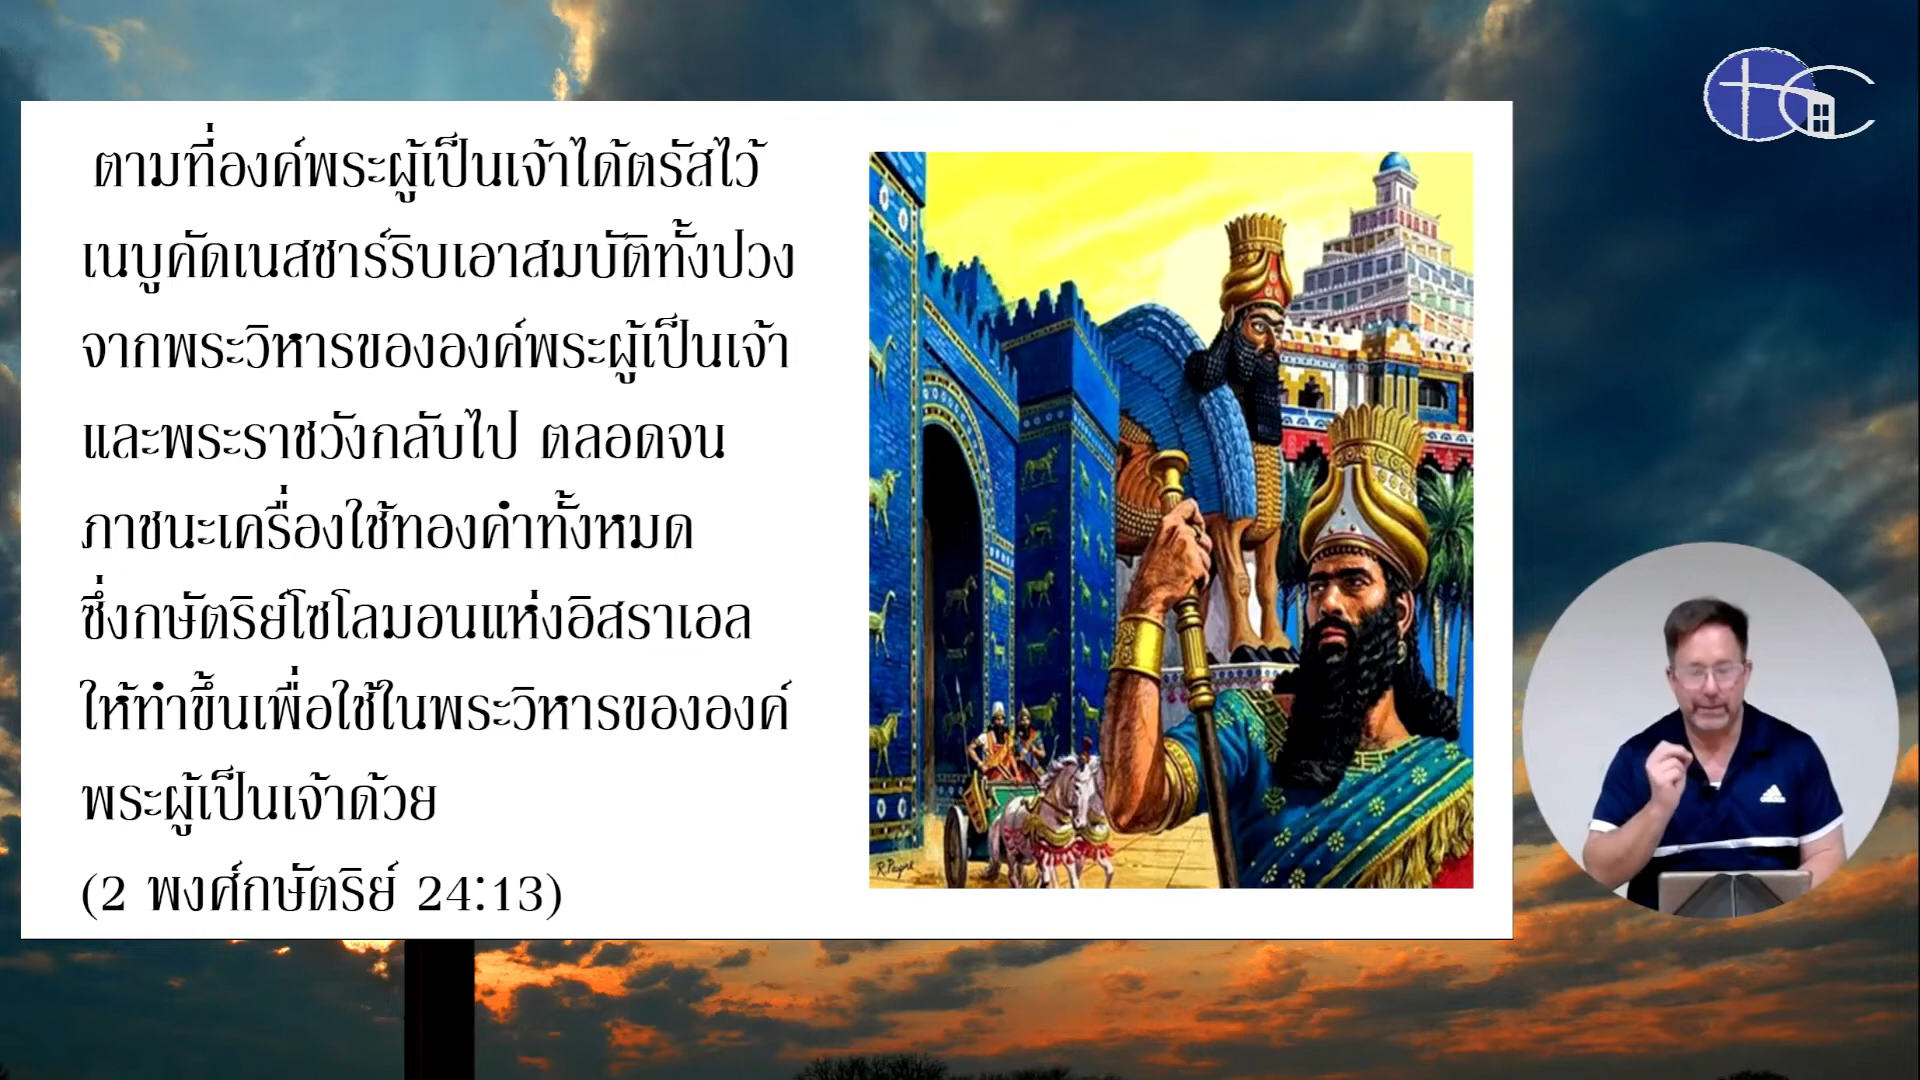 ตามที่องค์พระผู้เป็นเจ้าได้ตรัสไว้
เนบูคัดเนสซาร์ริบเอาสมบัติทั้งปวง
จากพระวิหารขององค์พระผู้เป็นเจ้า
และพระราชวังกลับไป ตลอดจน
ภาชนะเครื่องใช้ทองคำทั้งหมด
ซึ่งกษัตริย์โซโลมอนแห่งอิสราเอล
ให้ทำขึ้นเพื่อใช้ในพระวิหารขององค์
พระผู้เป็นเจ้าด้วย
(2 พงศ์กษัตริย์ 24:13)
R. Payne
adidas